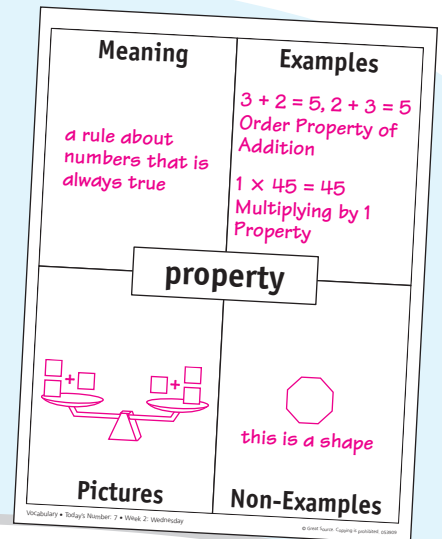 Meaning
a rule about
numbers that is
always true
Examples
3 + 2 = 5, 2 + 3 = 5
Order Property of
Addition
1 × 45 = 45
Multiplying by 1
Property
property
+
+
Pictures
this is a shape
Non-Examples
Vocabulary • Today's Number: 7 • Week 2: Wednesday
© Great Source. Copying is prohibited.